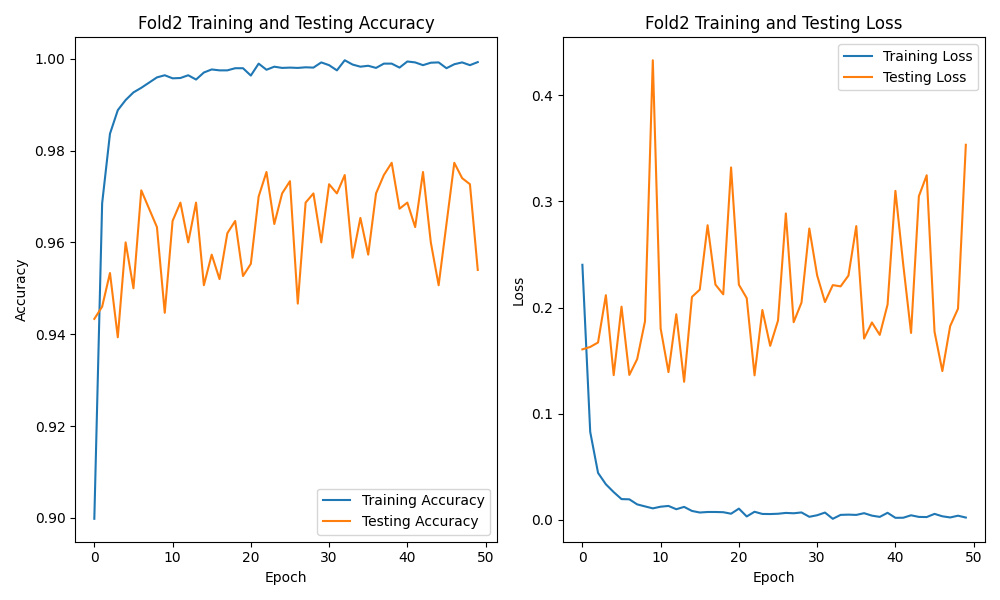 Fold2 Training and Testing Accuracy
1.00
0.98
0.96
0.94
0.92
0.90
Accuracy
Training Accuracy
Testing Accuracy
0 10 20 30 40 50
Epoch
Fold2 Training and Testing Loss
Training Loss
Testing Loss
0.4
0.3
0.2
0.1
0.0
Loss
0 10 20 30 40 50
Epoch